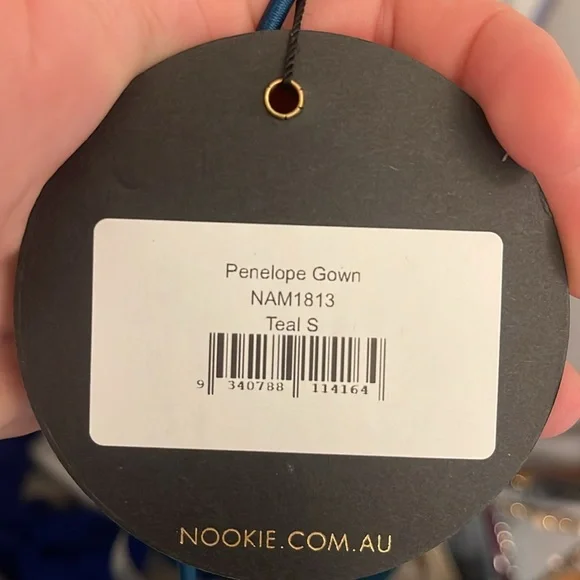 Penelope Gown
NAM1813
Teal S
9 340788 114164
NOOKIE.COM.AU